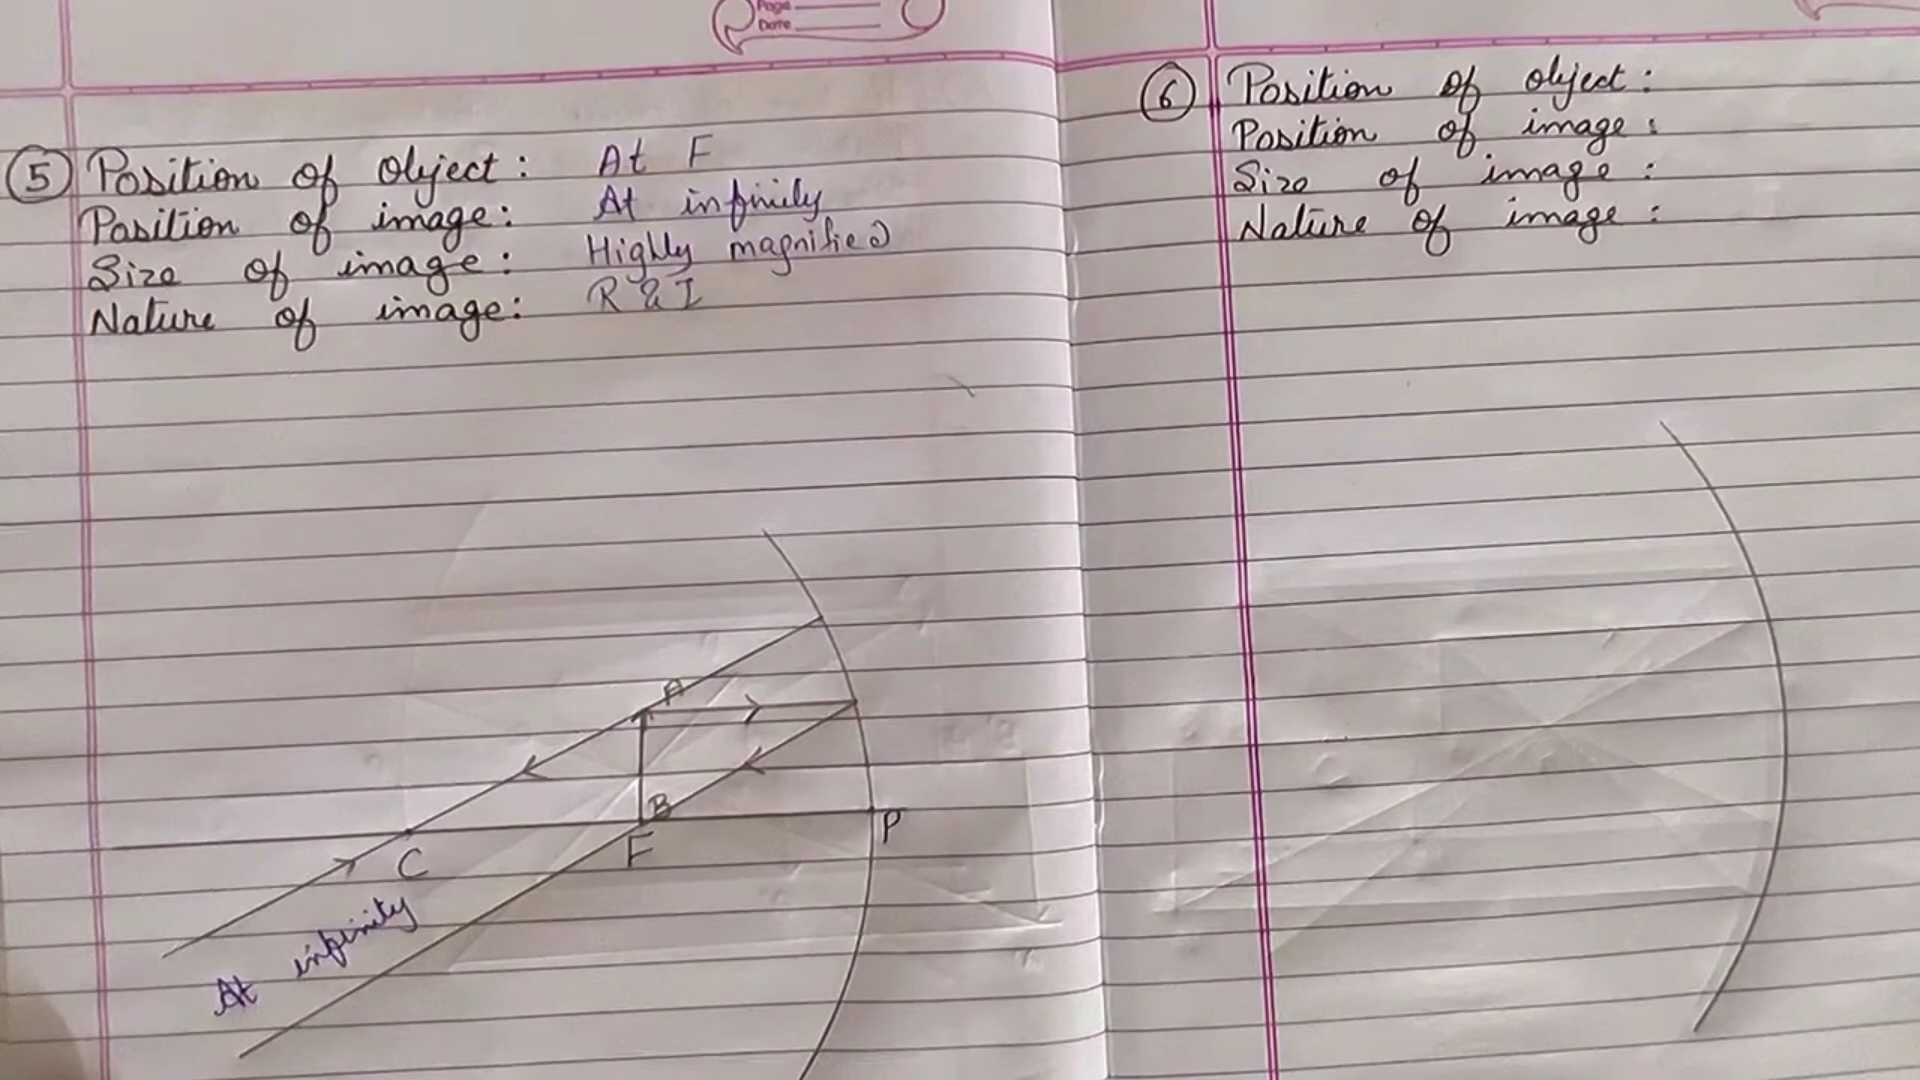 Page
Date
5 Position of Object : At F
Position of image : At infinity
Size of image : Highly magnified
Nature of image : R & I
A
B
C
F
P
At infinity
6 Position of object :
Position of image :
Size of image :
Nature of image :